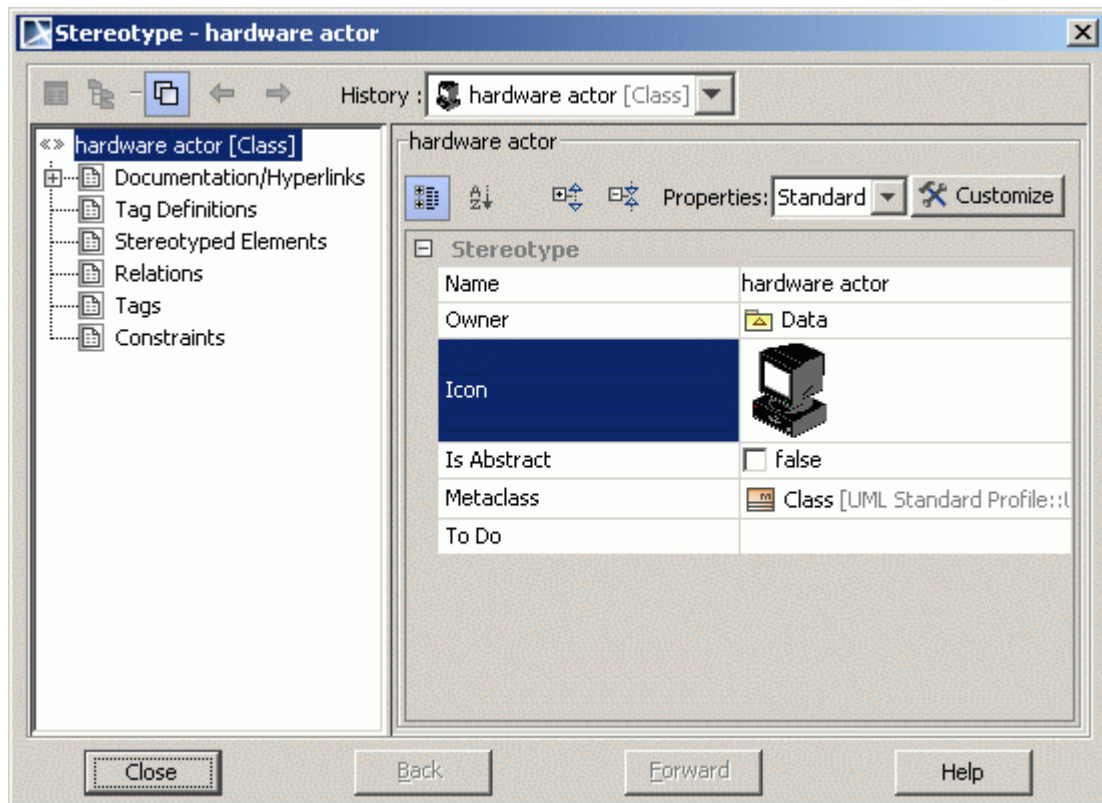 Stereotype - hardware actor
History : hardware actor [Class]
«» hardware actor [Class]
Documentation/Hyperlinks
Tag Definitions
Stereotyped Elements
Relations
Tags
Constraints
hardware actor
Properties: Standard Customize
Stereotype
Name hardware actor
Owner Data
Icon
Is Abstract false
Metaclass Class [UML Standard Profile::
To Do
Close Back Forward Help